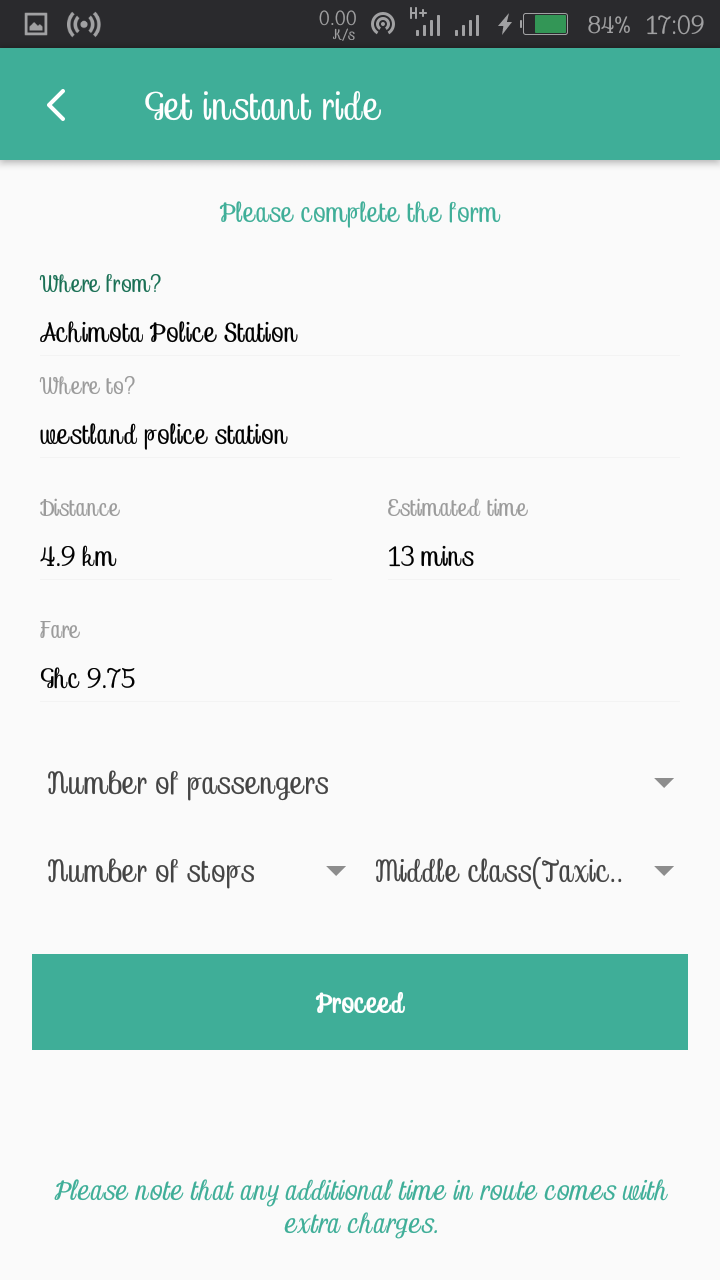 0.00
K/s
H+
84%
17:09
Get instant ride
Please complete the form
Where from?
Achimota Police Station
Where to?
westland police station
Distance
Estimated time
4.9 km
13 mins
Fare
Ghc 9.75
Number of passengers
Number of stops
Middle class(Taxic..
Proceed
Please note that any additional time in route comes with
extra charges.